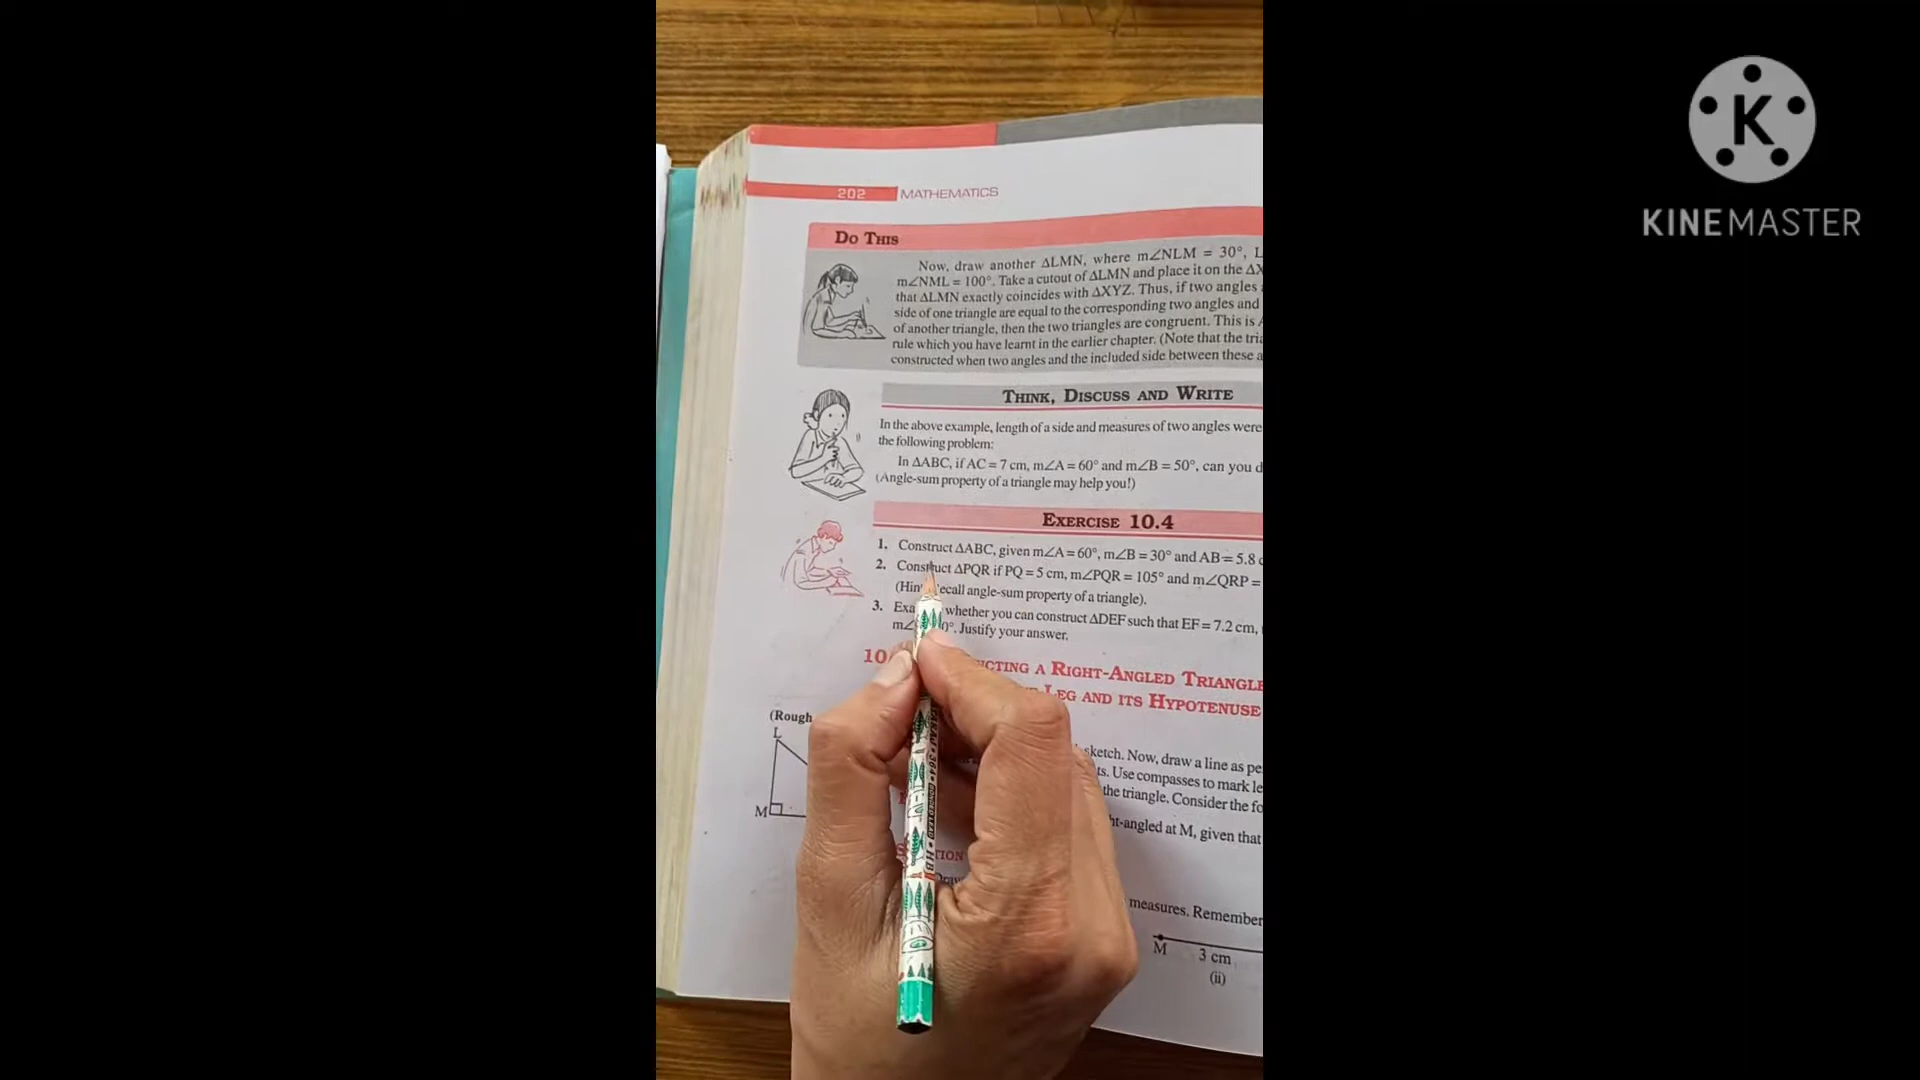 K
KINEMASTER
202 MATHEMATICS
DO THIS
Now, draw another ΔLMN, where m∠NLM = 30°, L
m∠NML = 100°. Take a cutout of ΔLMN and place it on the ΔX
that ΔLMN exactly coincides with ΔXYZ. Thus, if two angles
side of one triangle are equal to the corresponding two angles and
of another triangle, then the two triangles are congruent. This is A
rule which you have learnt in the earlier chapter. (Note that the tria
constructed when two angles and the included side between these a
THINK, DISCUSS AND WRITE
In the above example, length of a side and measures of two angles were
the following problem:
In ΔABC, if AC = 7 cm, m∠A = 60° and m∠B = 50°, can you d
(Angle-sum property of a triangle may help you!)
EXERCISE 10.4
1. Construct ΔABC, given m∠A = 60°, m∠B = 30° and AB = 5.8 c
2. Construct ΔPQR if PQ = 5 cm, m∠PQR = 105° and m∠QRP =
(Hin ecall angle-sum property of a triangle).
3. Exa whether you can construct ΔDEF such that EF = 7.2 cm,
m∠ 0°. Justify your answer.
10 UCTING A RIGHT-ANGLED TRIANGLE
LEG AND ITS HYPOTENUSE
(Rough
L
M
sketch. Now, draw a line as pe
ts. Use compasses to mark le
the triangle. Consider the fo
ht-angled at M, given that
TION
Draw
measures. Remember
M 3 cm
(ii)
364 BONDED LEAD HB